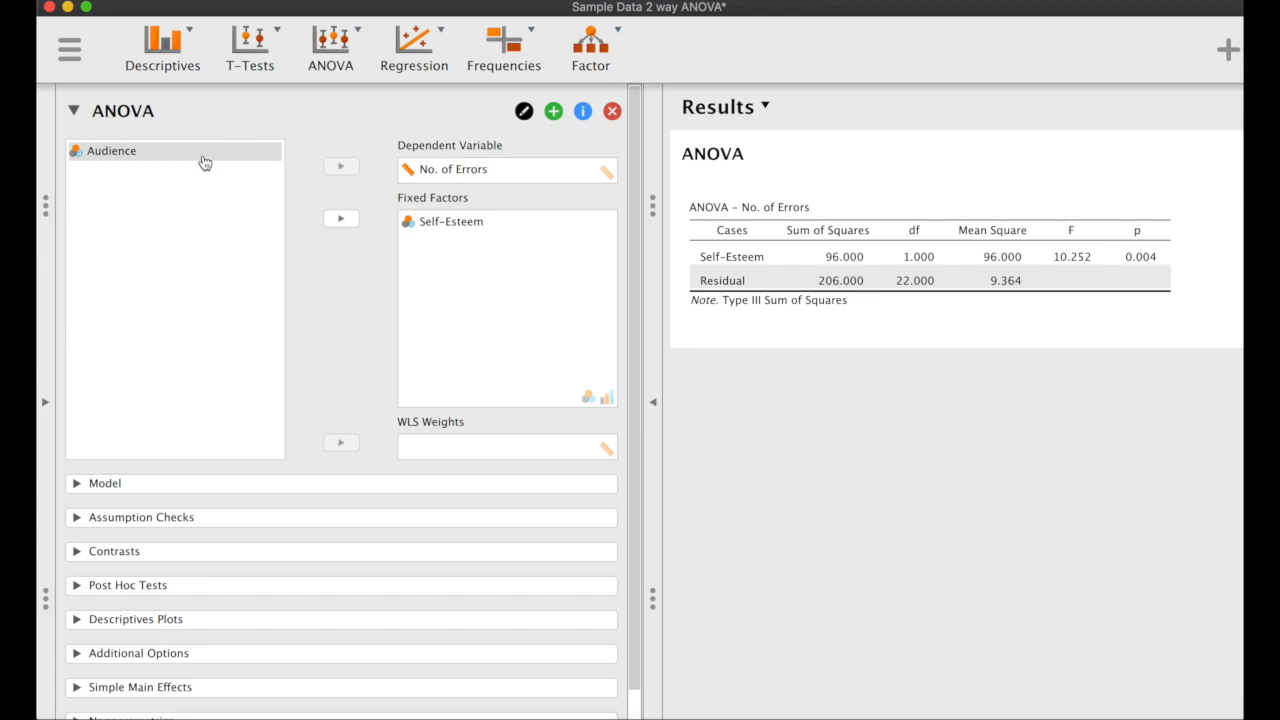 Sample Data 2 way ANOVA*
Descriptives T-Tests ANOVA Regression Frequencies Factor
ANOVA
Audience
Dependent Variable
No. of Errors
Fixed Factors
Self-Esteem
WLS Weights
Model
Assumption Checks
Contrasts
Post Hoc Tests
Descriptives Plots
Additional Options
Simple Main Effects
Results
ANOVA
ANOVA - No. of Errors
Cases Sum of Squares df Mean Square F p
Self-Esteem 96.000 1.000 96.000 10.252 0.004
Residual 206.000 22.000 9.364
Note. Type III Sum of Squares